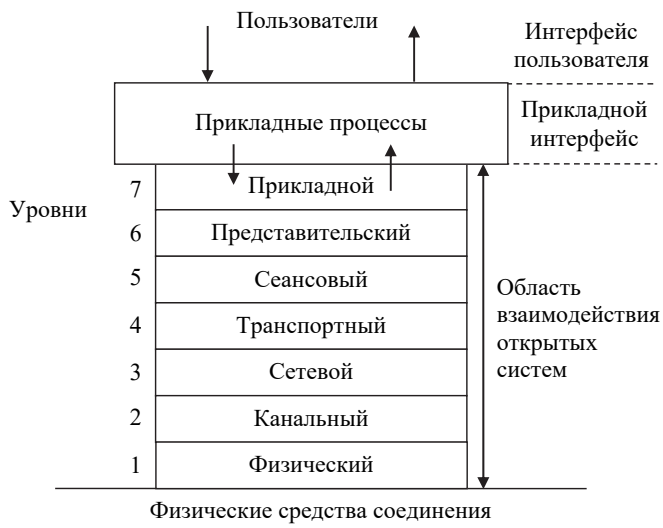 Пользователи
Интерфейс
пользователя
Прикладные процессы
Прикладной
интерфейс
Уровни
7 Прикладной
6 Представительский
5 Сеансовый
4 Транспортный
3 Сетевой
2 Канальный
1 Физический
Область
взаимодействия
открытых
систем
Физические средства соединения